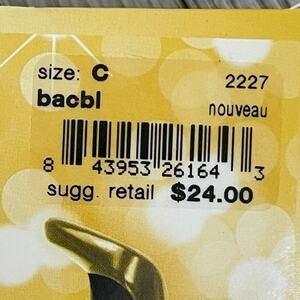 size: C 2227
bacbl nouveau
8 43953 26164 3
sugg. retail $24.00